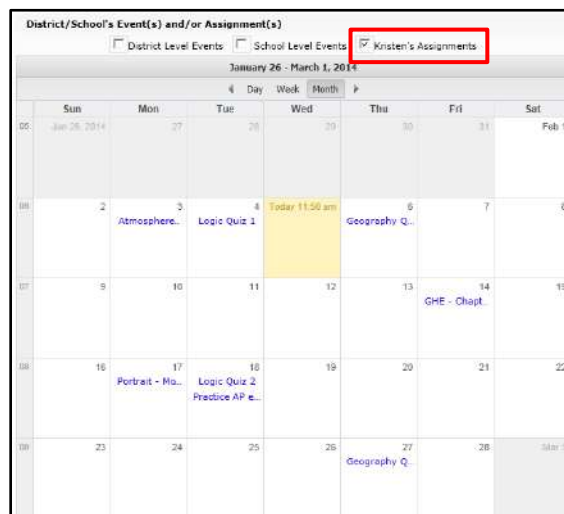 District/School's Event(s) and/or Assignment(s)
District Level Events School Level Events Kristen's Assignments
January 26 - March 1, 2014
Day Week Month
Sun Mon Tue Wed Thu Fri Sat
05 Jan 26, 2014 27 28 29 30 31 Feb 1
06 2 3 4 Today 11:56 am 6 7 8
Atmosphere.. Logic Quiz 1 Geography Q..
07 9 10 11 12 13 14 15
GHE - Chapt..
16 17 18 19 20 21 22
Portrait - Mo.. Logic Quiz 2
Practice AP e..
23 24 25 26 27 28 Mar
Geography Q..